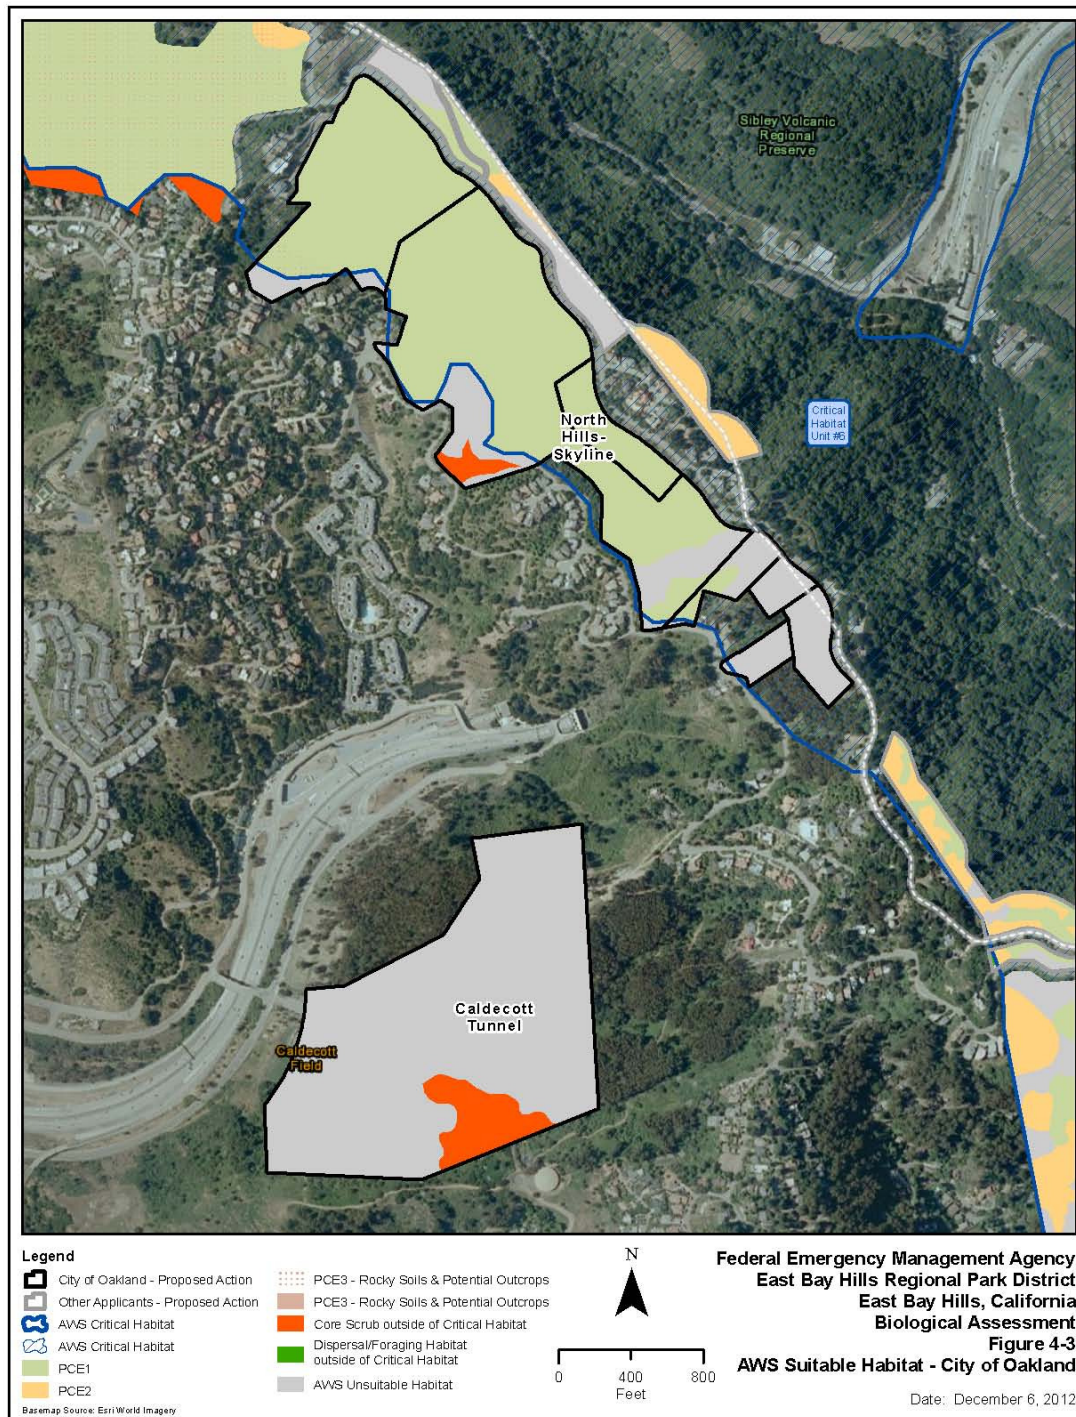 Sibley Volcanic
Regional
Preserve
Critical
Habitat
Unit #6
North
Hills-
Skyline
Caldecott
Tunnel
Caldecott
Field
Legend
City of Oakland - Proposed Action
Other Applicants - Proposed Action
AWS Critical Habitat
AWS Critical Habitat
PCE1
PCE2
Basemap Source: Esri World Imagery
PCE3 - Rocky Soils & Potential Outcrops
PCE3 - Rocky Soils & Potential Outcrops
Core Scrub outside of Critical Habitat
Dispersal/Foraging Habitat
outside of Critical Habitat
AWS Unsuitable Habitat
N
0 400 800
Feet
Federal Emergency Management Agency
East Bay Hills Regional Park District
East Bay Hills, California
Biological Assessment
Figure 4-3
AWS Suitable Habitat - City of Oakland
Date: December 6, 2012